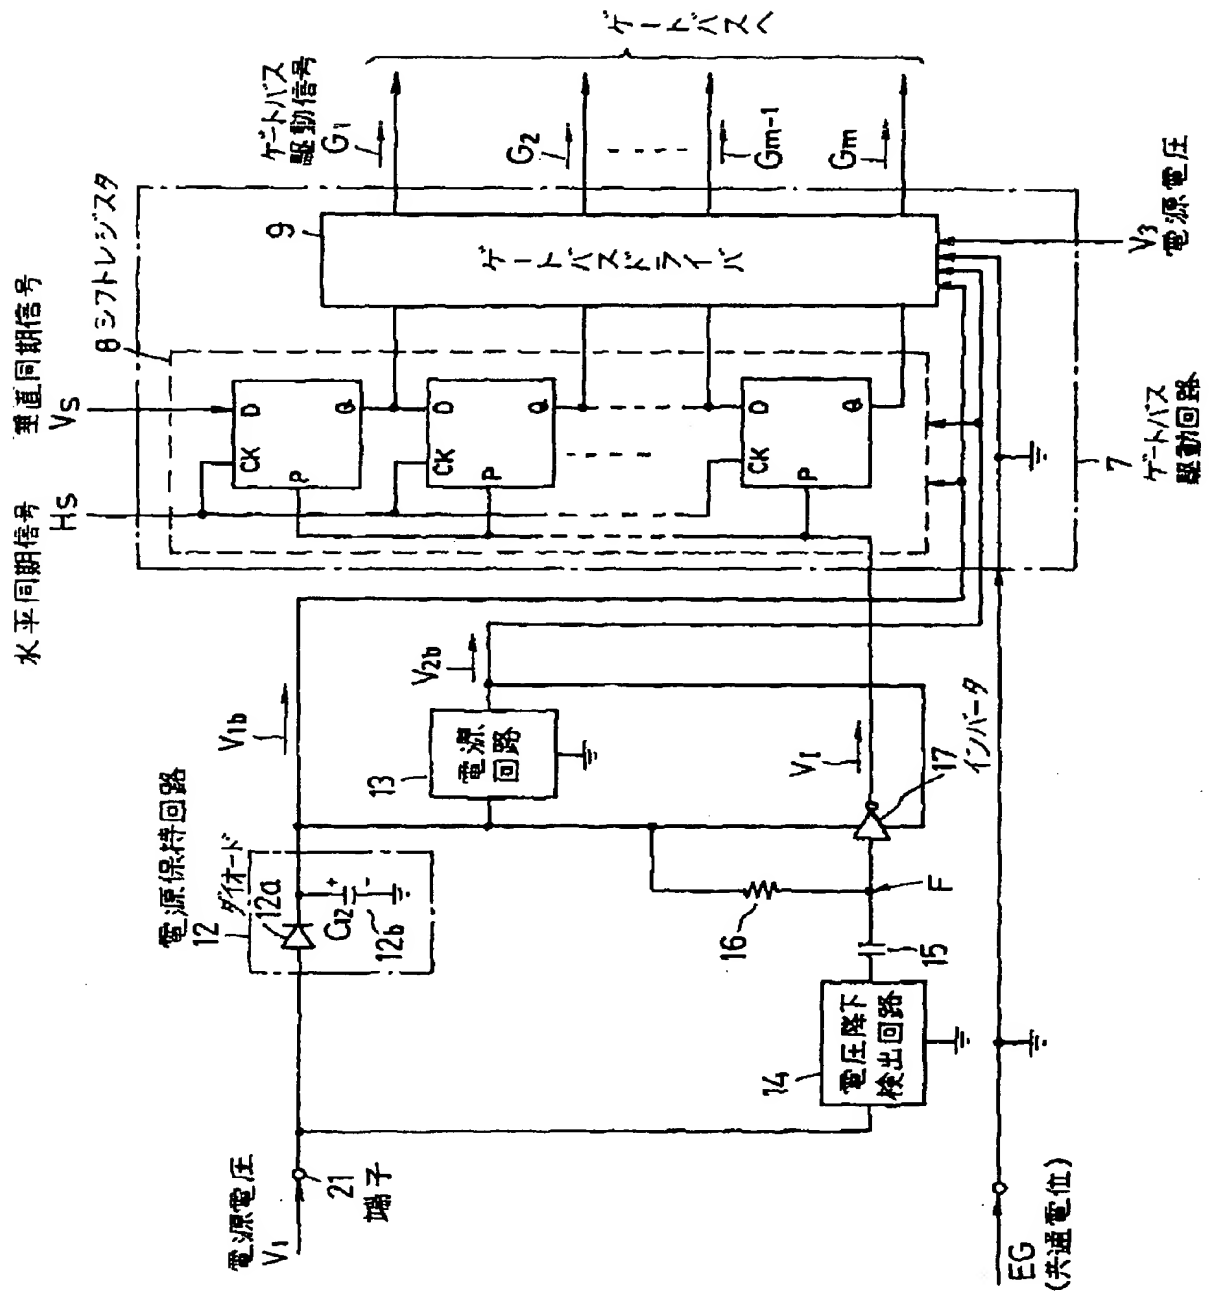 水平同期信号
HS
垂直同期信号
VS
8 シフトレジスタ
ゲートバス
駆動信号
G1
G2
Gm-1
Gm
ゲートバスへ
9
ゲートバスドライバ
D
CK
Q
P
D
CK
Q
P
D
CK
Q
P
V3
電源電圧
7
ゲートバス
駆動回路
電源保持回路
12
ダイオード
12a
C12
+
-
12b
V1b
V2b
13
電源
回路
VI
17
インバータ
16
F
15
14
電圧降下
検出回路
電源電圧
V1
21
端子
EG
(共通電位)